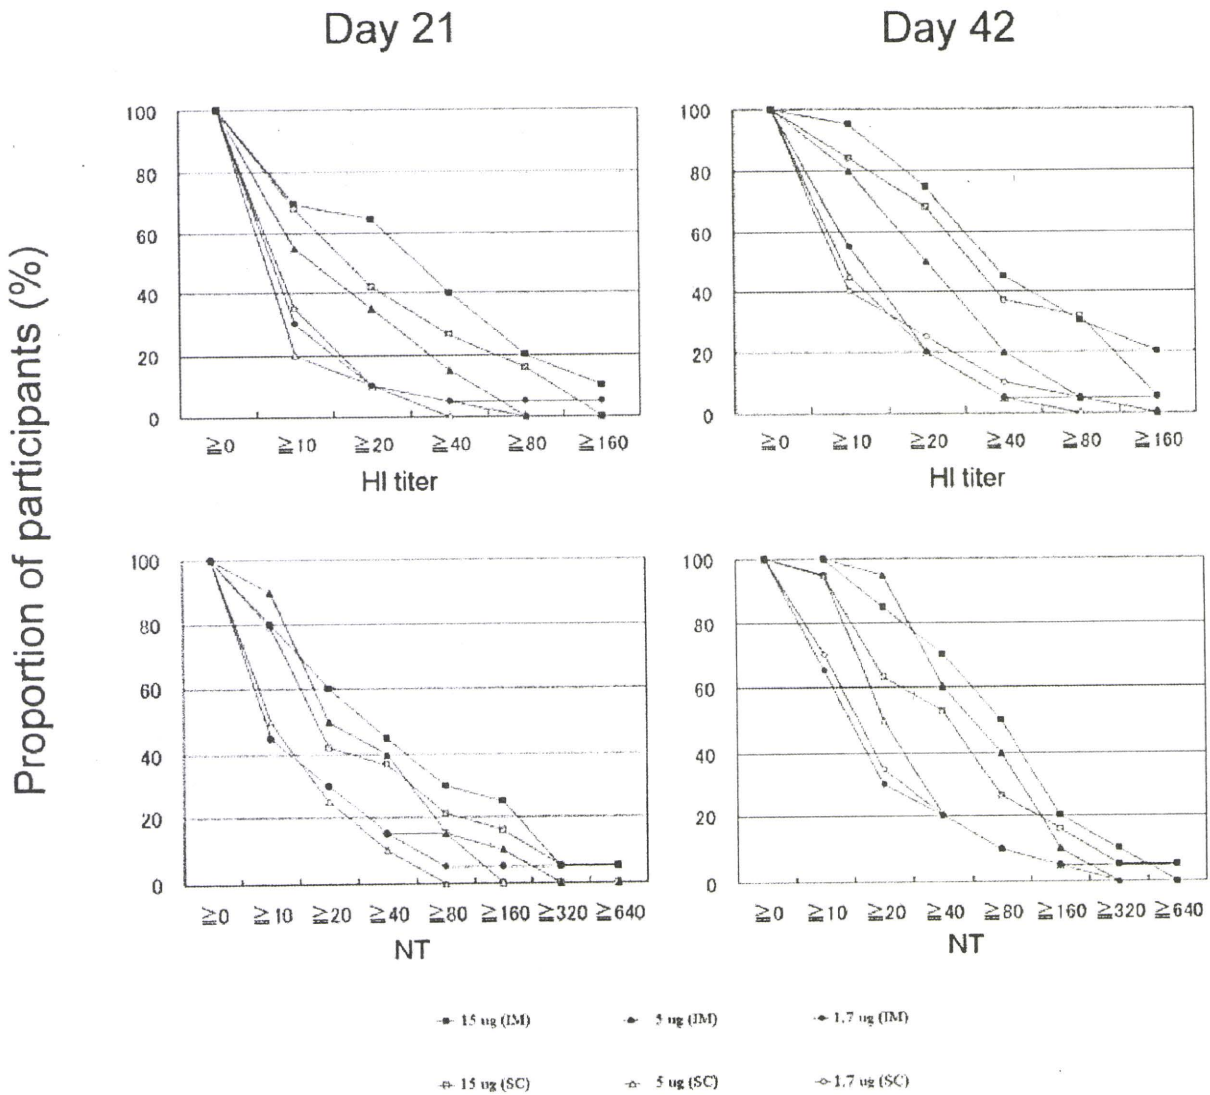 Day 21
Day 42
Proportion of participants (%)
100
80
60
40
20
0
≧0 ≧10 ≧20 ≧40 ≧80 ≧160
HI titer
100
80
60
40
20
0
≧0 ≧10 ≧20 ≧40 ≧80 ≧160
HI titer
100
80
60
40
20
0
≧0 ≧10 ≧20 ≧40 ≧80 ≧160 ≧320 ≧640
NT
100
80
60
40
20
0
≧0 ≧10 ≧20 ≧40 ≧80 ≧160 ≧320 ≧640
NT
15 ug (IM) 5 ug (IM) 1.7 ug (IM)
15 ug (SC) 5 ug (SC) 1.7 ug (SC)